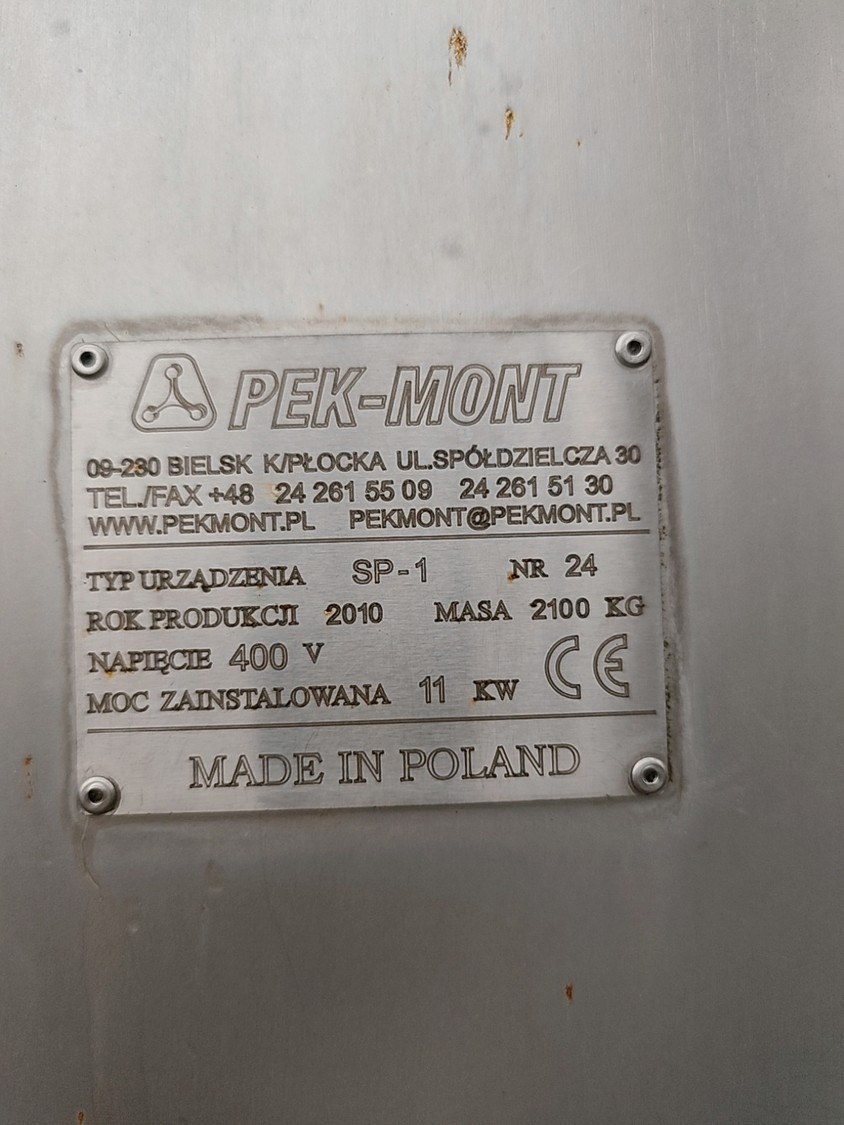 PEK-MONT
09-230 BIELSK K/PŁOCKA UL.SPÓŁDZIELCZA 30
TEL./FAX +48 24 261 55 09 24 261 51 30
WWW.PEKMONT.PL PEKMONT@PEKMONT.PL
TYP URZĄDZENIA SP-1 NR 24
ROK PRODUKCJI 2010 MASA 2100 KG
NAPIĘCIE 400 V
MOC ZAINSTALOWANA 11 KW CE
MADE IN POLAND